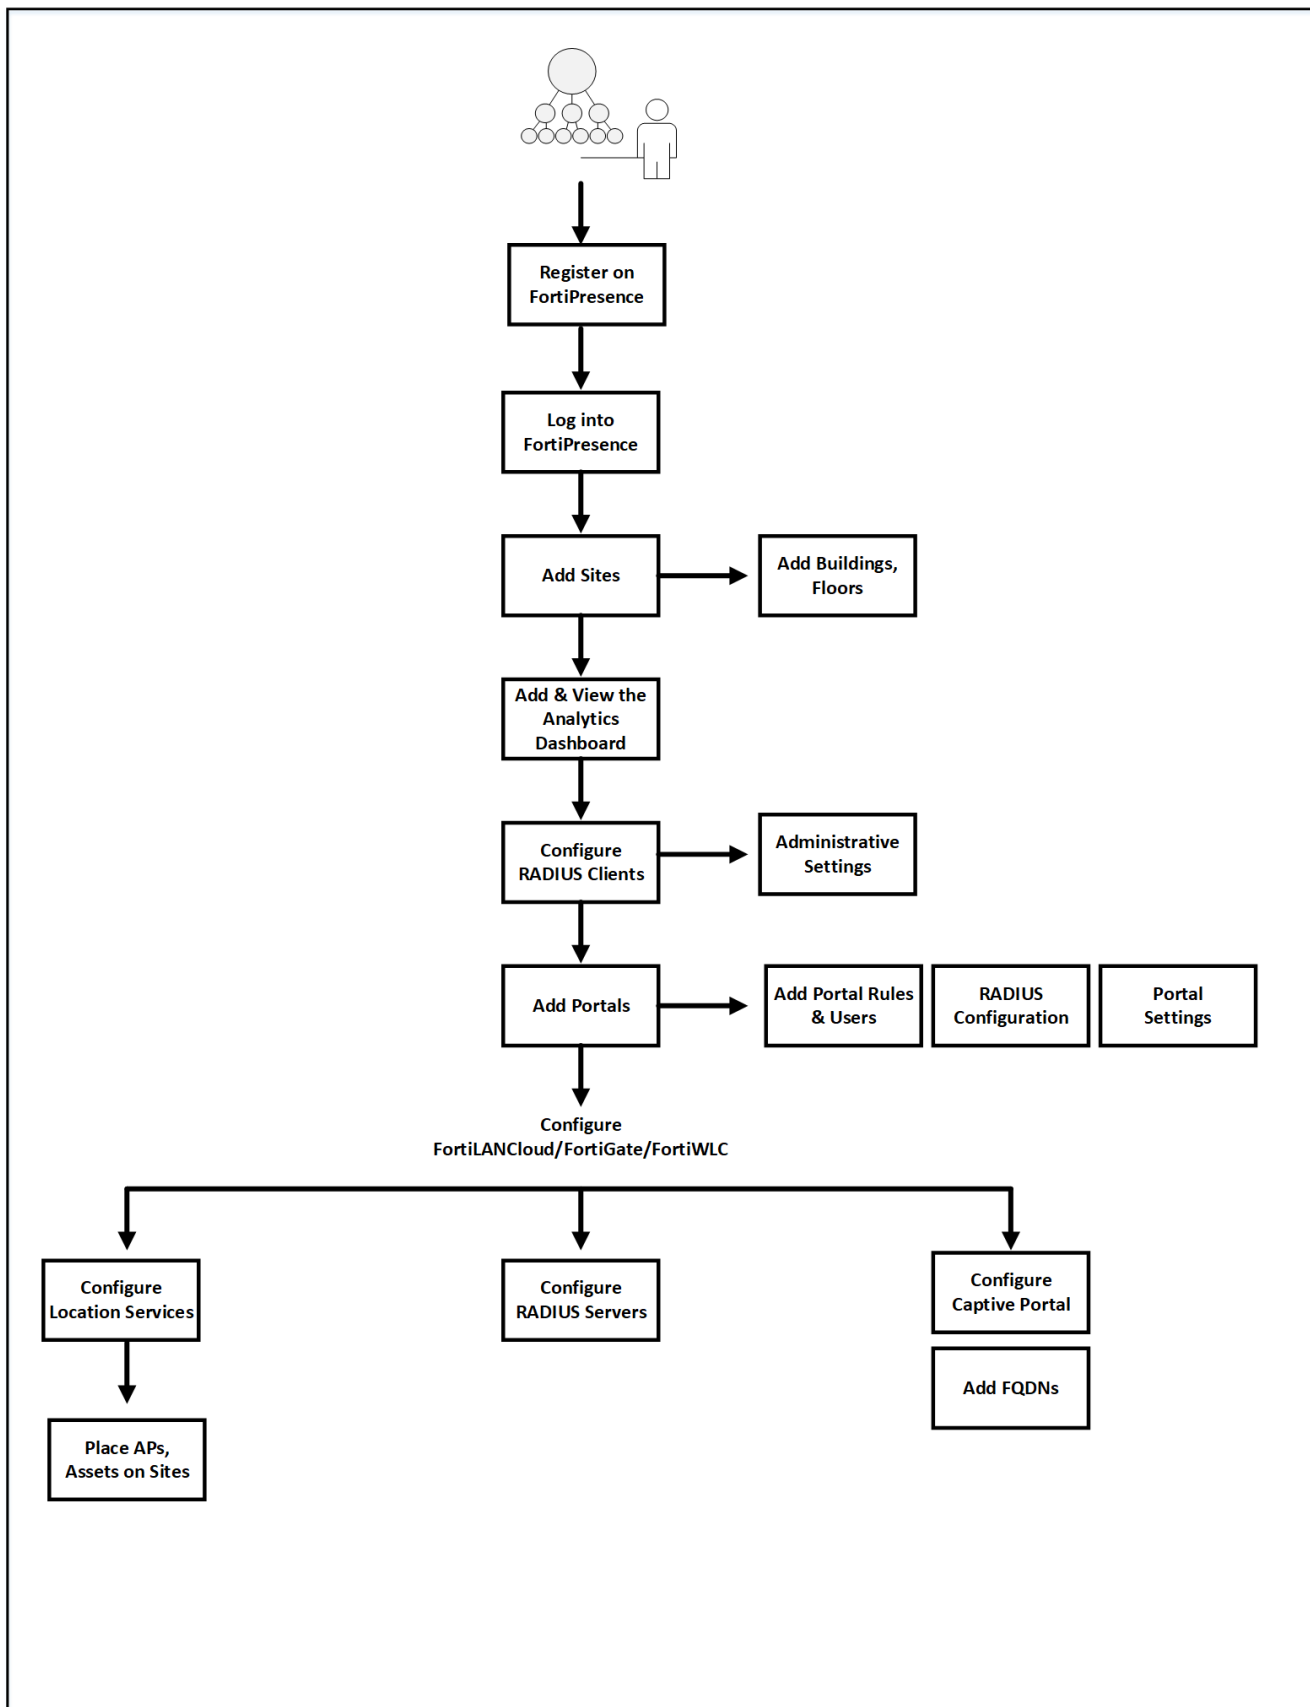 Register on
FortiPresence
Log into
FortiPresence
Add Sites
Add Buildings,
Floors
Add & View the
Analytics
Dashboard
Configure
RADIUS Clients
Administrative
Settings
Add Portals
Add Portal Rules
& Users
RADIUS
Configuration
Portal
Settings
Configure
FortiLANCloud/FortiGate/FortiWLC
Configure
Location Services
Configure
RADIUS Servers
Configure
Captive Portal
Add FQDNs
Place APs,
Assets on Sites